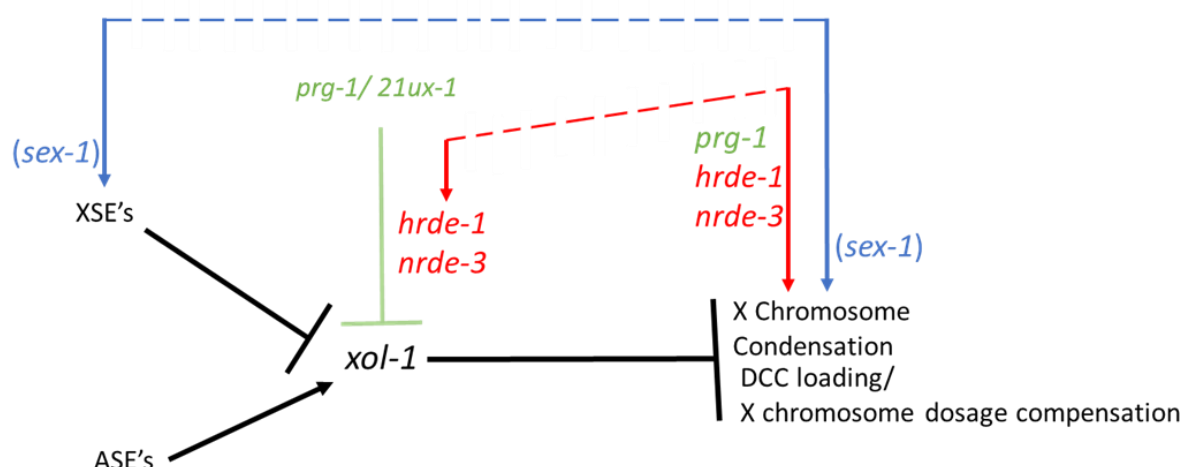 prg-1/ 21ux-1
(sex-1)
XSE's
hrde-1
nrde-3
prg-1
hrde-1
nrde-3
(sex-1)
xol-1
X Chromosome
Condensation
DCC loading/
X chromosome dosage compensation
ASE's